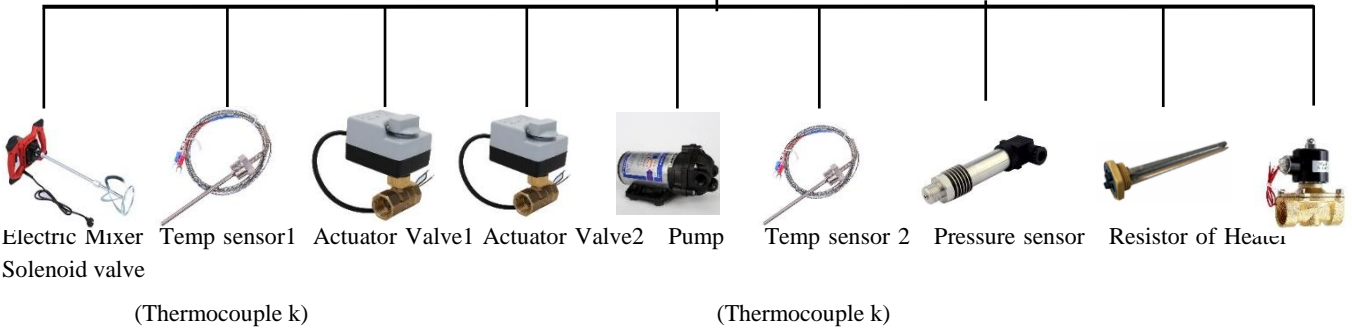 Electric Mixer Temp sensor1 Actuator Valve1 Actuator Valve2 Pump Temp sensor 2 Pressure sensor Resistor of Heater
Solenoid valve
(Thermocouple k) (Thermocouple k)